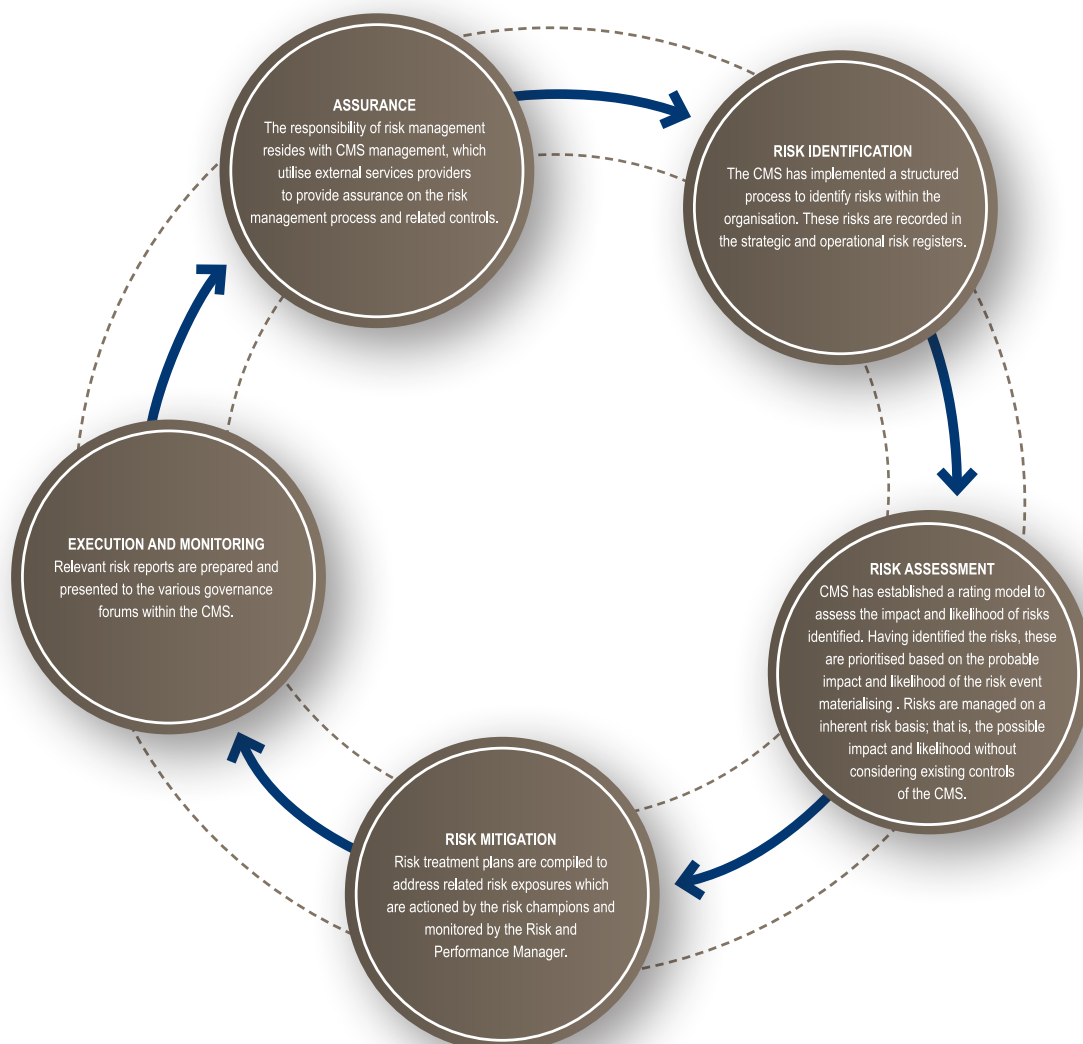 ASSURANCE
The responsibility of risk management
resides with CMS management, which
utilise external services providers
to provide assurance on the risk
management process and related controls.
RISK IDENTIFICATION
The CMS has implemented a structured
process to identify risks within the
organisation. These risks are recorded in
the strategic and operational risk registers.
RISK ASSESSMENT
CMS has established a rating model to
assess the impact and likelihood of risks
identified. Having identified the risks, these
are prioritised based on the probable
impact and likelihood of the risk event
materialising . Risks are managed on a
inherent risk basis; that is, the possible
impact and likelihood without
considering existing controls
of the CMS.
RISK MITIGATION
Risk treatment plans are compiled to
address related risk exposures which
are actioned by the risk champions and
monitored by the Risk and
Performance Manager.
EXECUTION AND MONITORING
Relevant risk reports are prepared and
presented to the various governance
forums within the CMS.